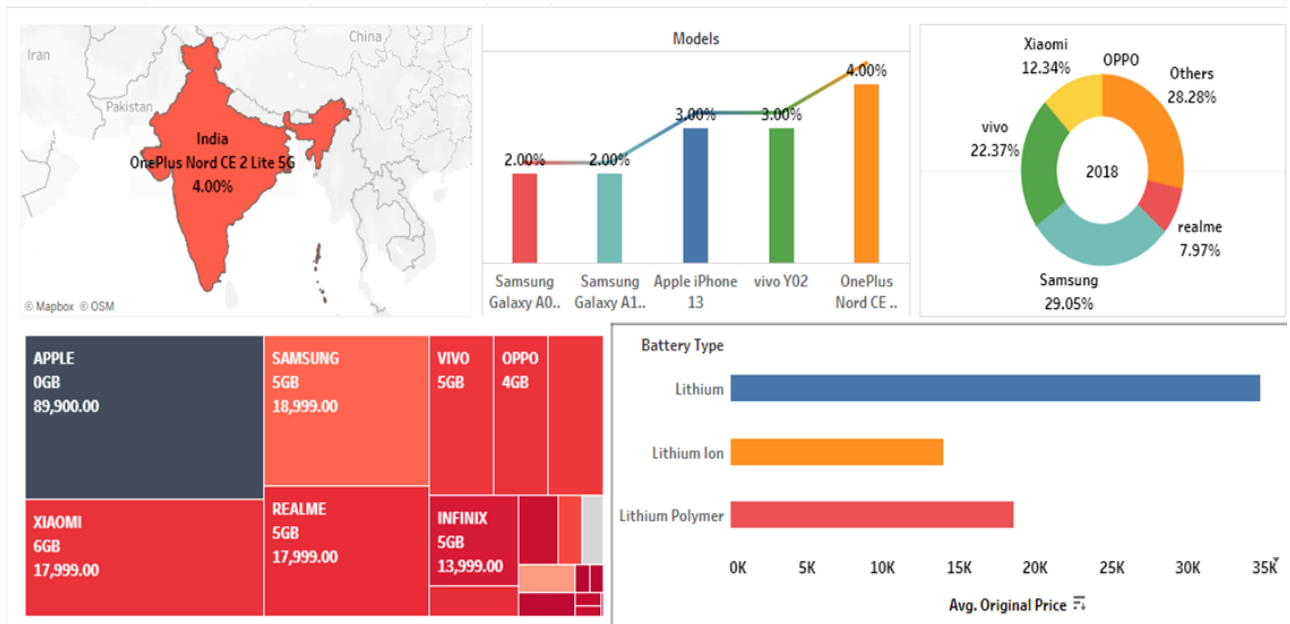 Iran
China
Pakistan
India
OnePlus Nord CE 2 Lite 5G
4.00%
© Mapbox © OSM
Models
2.00%
2.00%
3.00%
3.00%
4.00%
Samsung
Galaxy A0..
Samsung
Galaxy A1..
Apple iPhone
13
vivo Y02
OnePlus
Nord CE ..
Xiaomi
12.34%
OPPO
Others
28.28%
vivo
22.37%
2018
realme
7.97%
Samsung
29.05%
APPLE
0GB
89,900.00
SAMSUNG
5GB
18,999.00
VIVO
5GB
OPPO
4GB
XIAOMI
6GB
17,999.00
REALME
5GB
17,999.00
INFINIX
5GB
13,999.00
Battery Type
Lithium
Lithium Ion
Lithium Polymer
0K 5K 10K 15K 20K 25K 30K 35K
Avg. Original Price